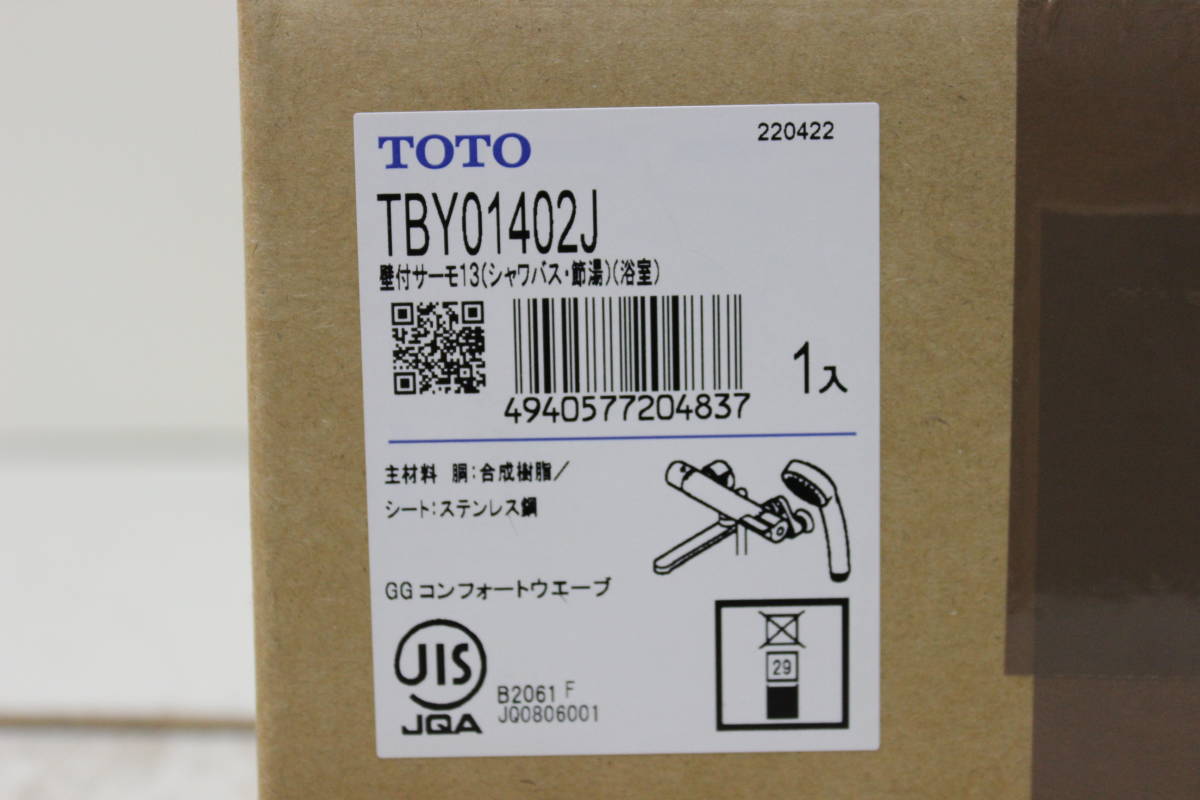 TOTO
220422
TBY01402J
壁付サーモ13(シャワバス・節湯)(浴室)
4940577204837
1入
主材料 胴:合成樹脂/
シート:ステンレス鋼
GGコンフォートウエーブ
JIS
JQA
B2061 F
JQ0806001
29